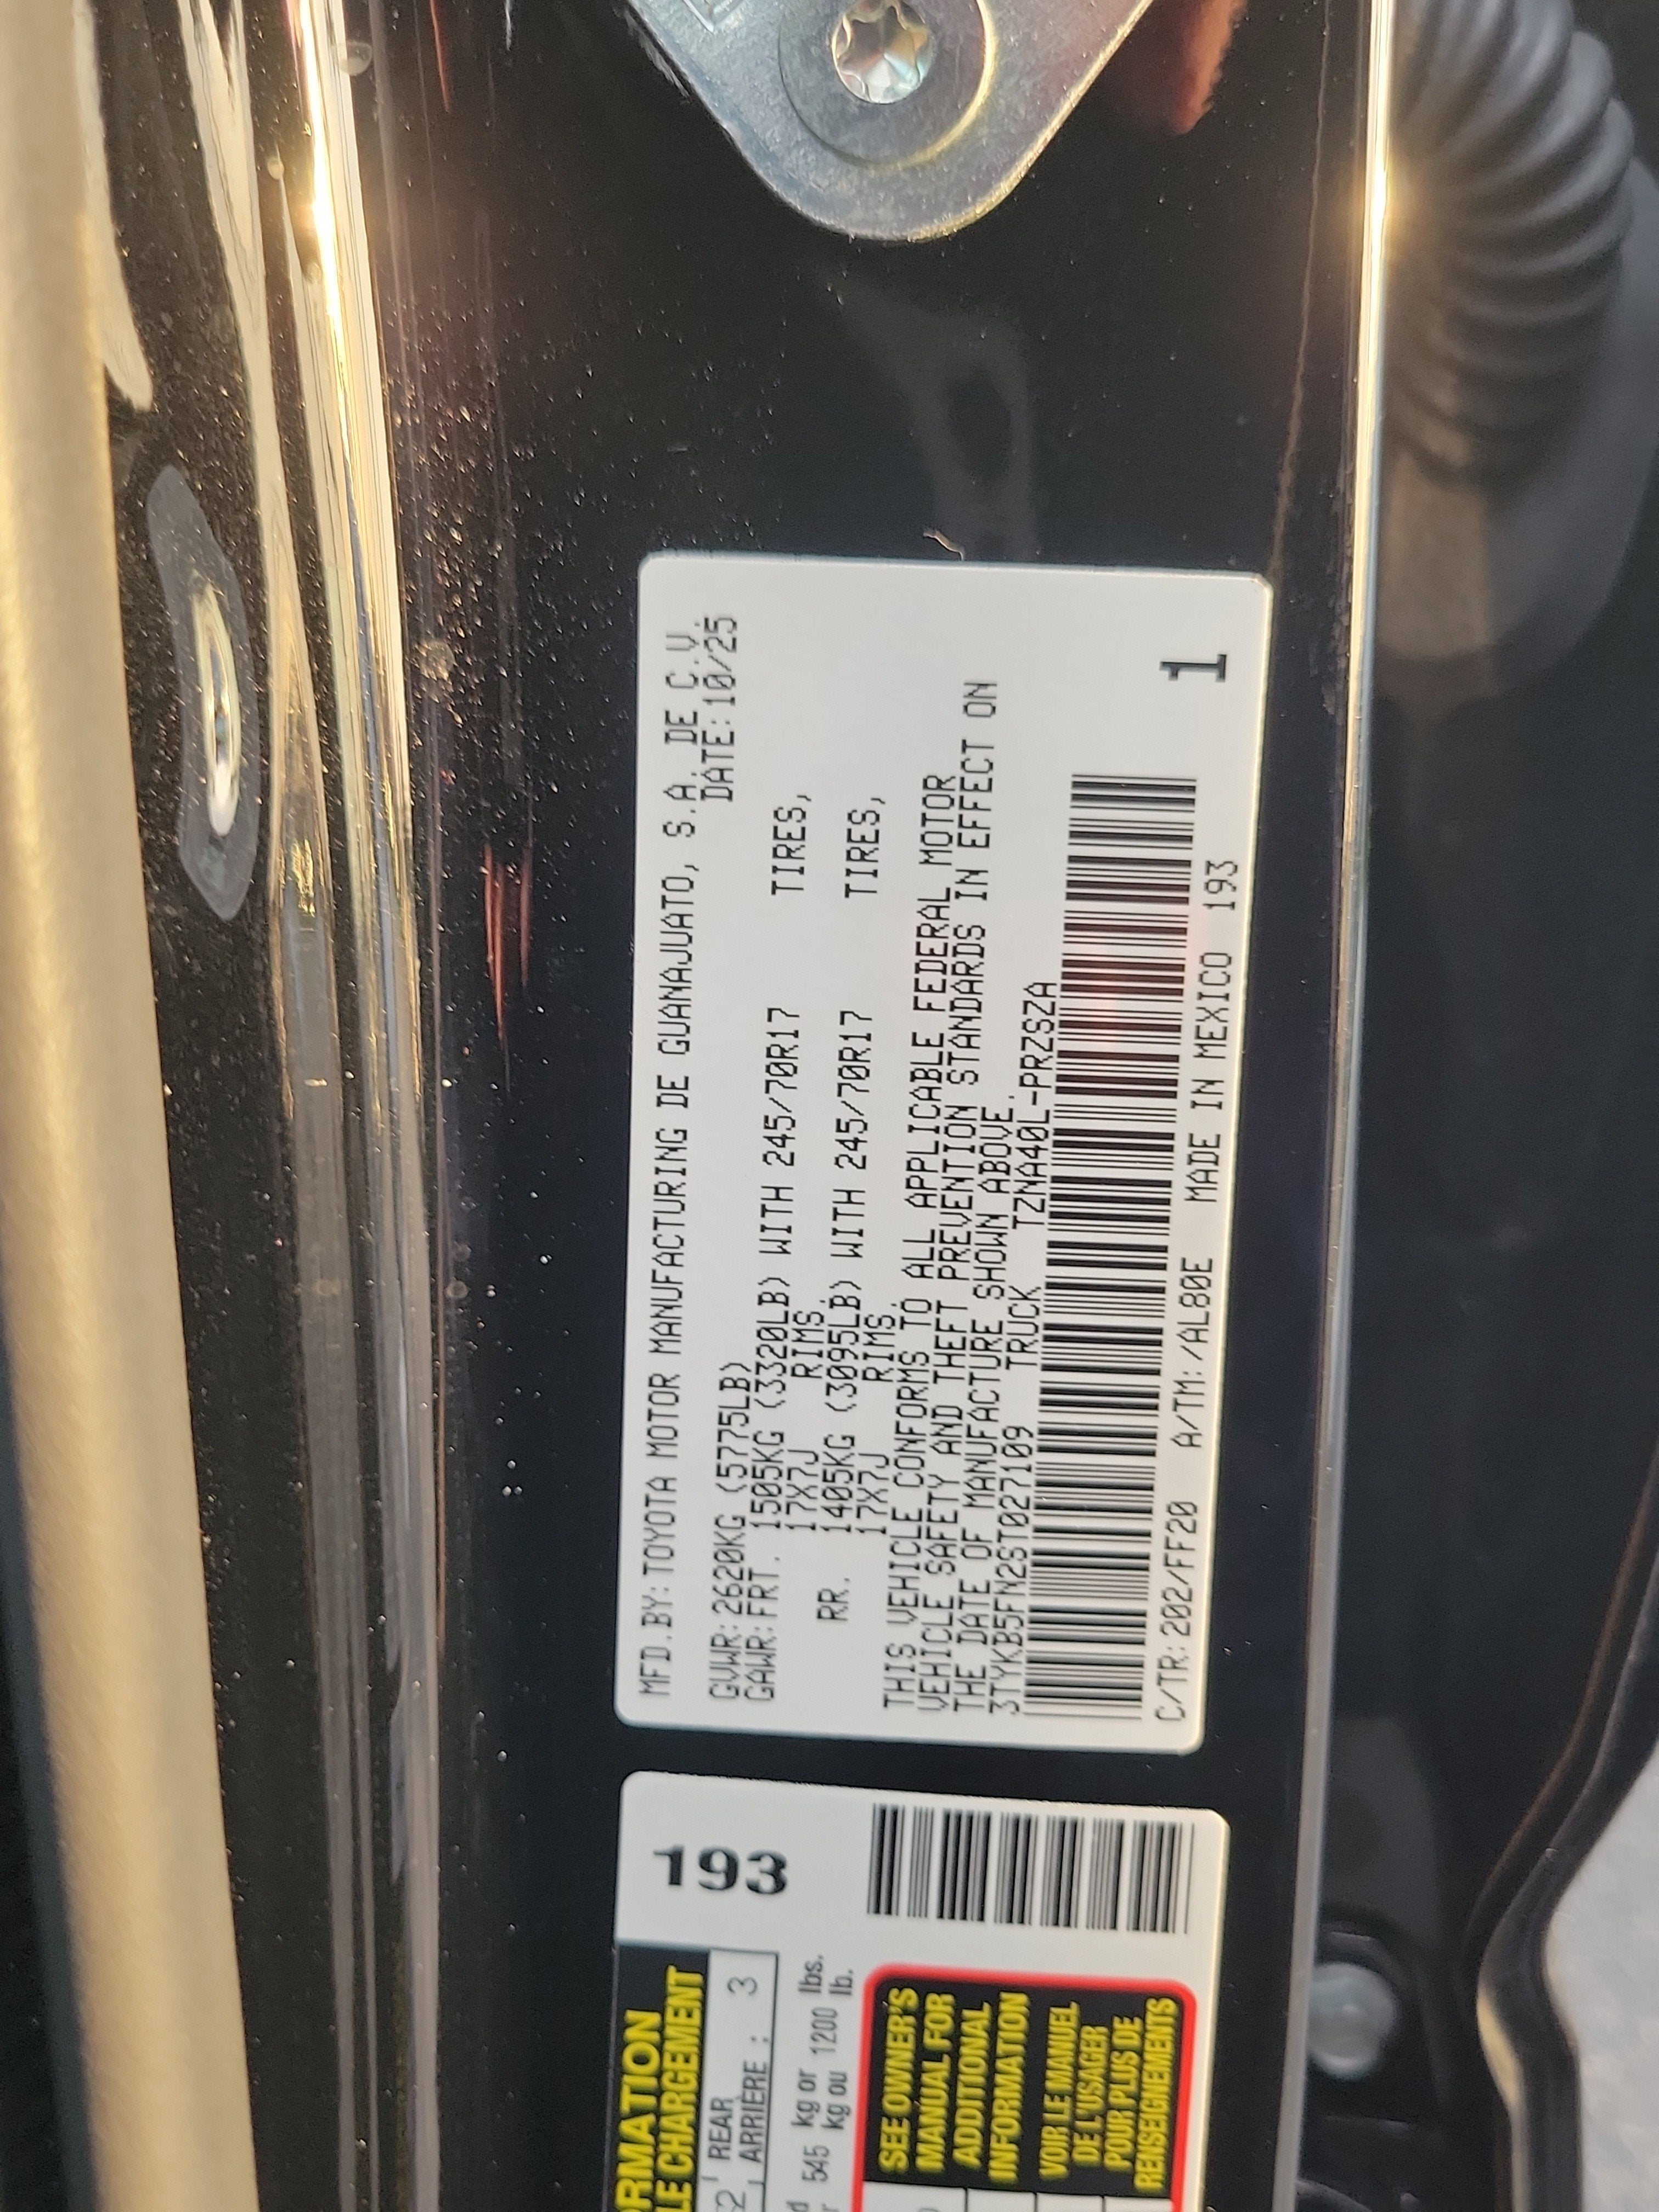 MFD.BY:TOYOTA MOTOR MANUFACTURING DE GUANAJUATO, S.A. DE C.V.
DATE:10/25
GVWR:2620KG (5775LB)
GAWR:FRT. 1505KG (3320LB) WITH 245/70R17 TIRES,
17X7J RIMS.
RR. 1405KG (3095LB) WITH 245/70R17 TIRES,
17X7J RIMS.
THIS VEHICLE CONFORMS TO ALL APPLICABLE FEDERAL MOTOR
VEHICLE SAFETY AND THEFT PREVENTION STANDARDS IN EFFECT ON
THE DATE OF MANUFACTURE SHOWN ABOVE.
3TYKB5FN2ST027109 TRUCK TZNA40L-PRZSZA
C/TR:202/FF20 A/TM:/AL80E MADE IN MEXICO 193
1
193
REAR
ARRIÈRE : 3
545 kg or 1200 lbs.
kg ou lb.
SEE OWNER'S
MANUAL FOR
ADDITIONAL
INFORMATION
VOIR LE MANUEL
DE L'USAGER
POUR PLUS DE
RENSEIGNEMENTS